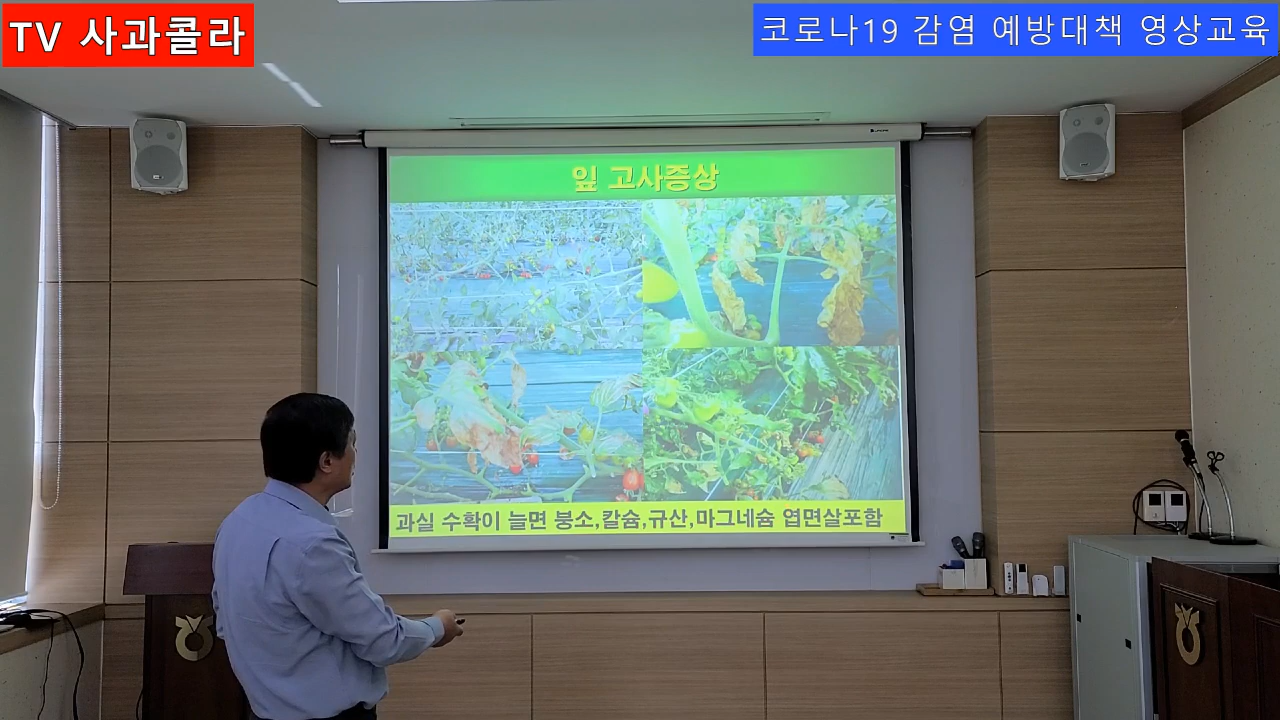 TV 사과콜라
코로나19 감염 예방대책 영상교육
잎 고사증상
과실 수확이 늘면 붕소,칼슘,규산,마그네슘 엽면살포함